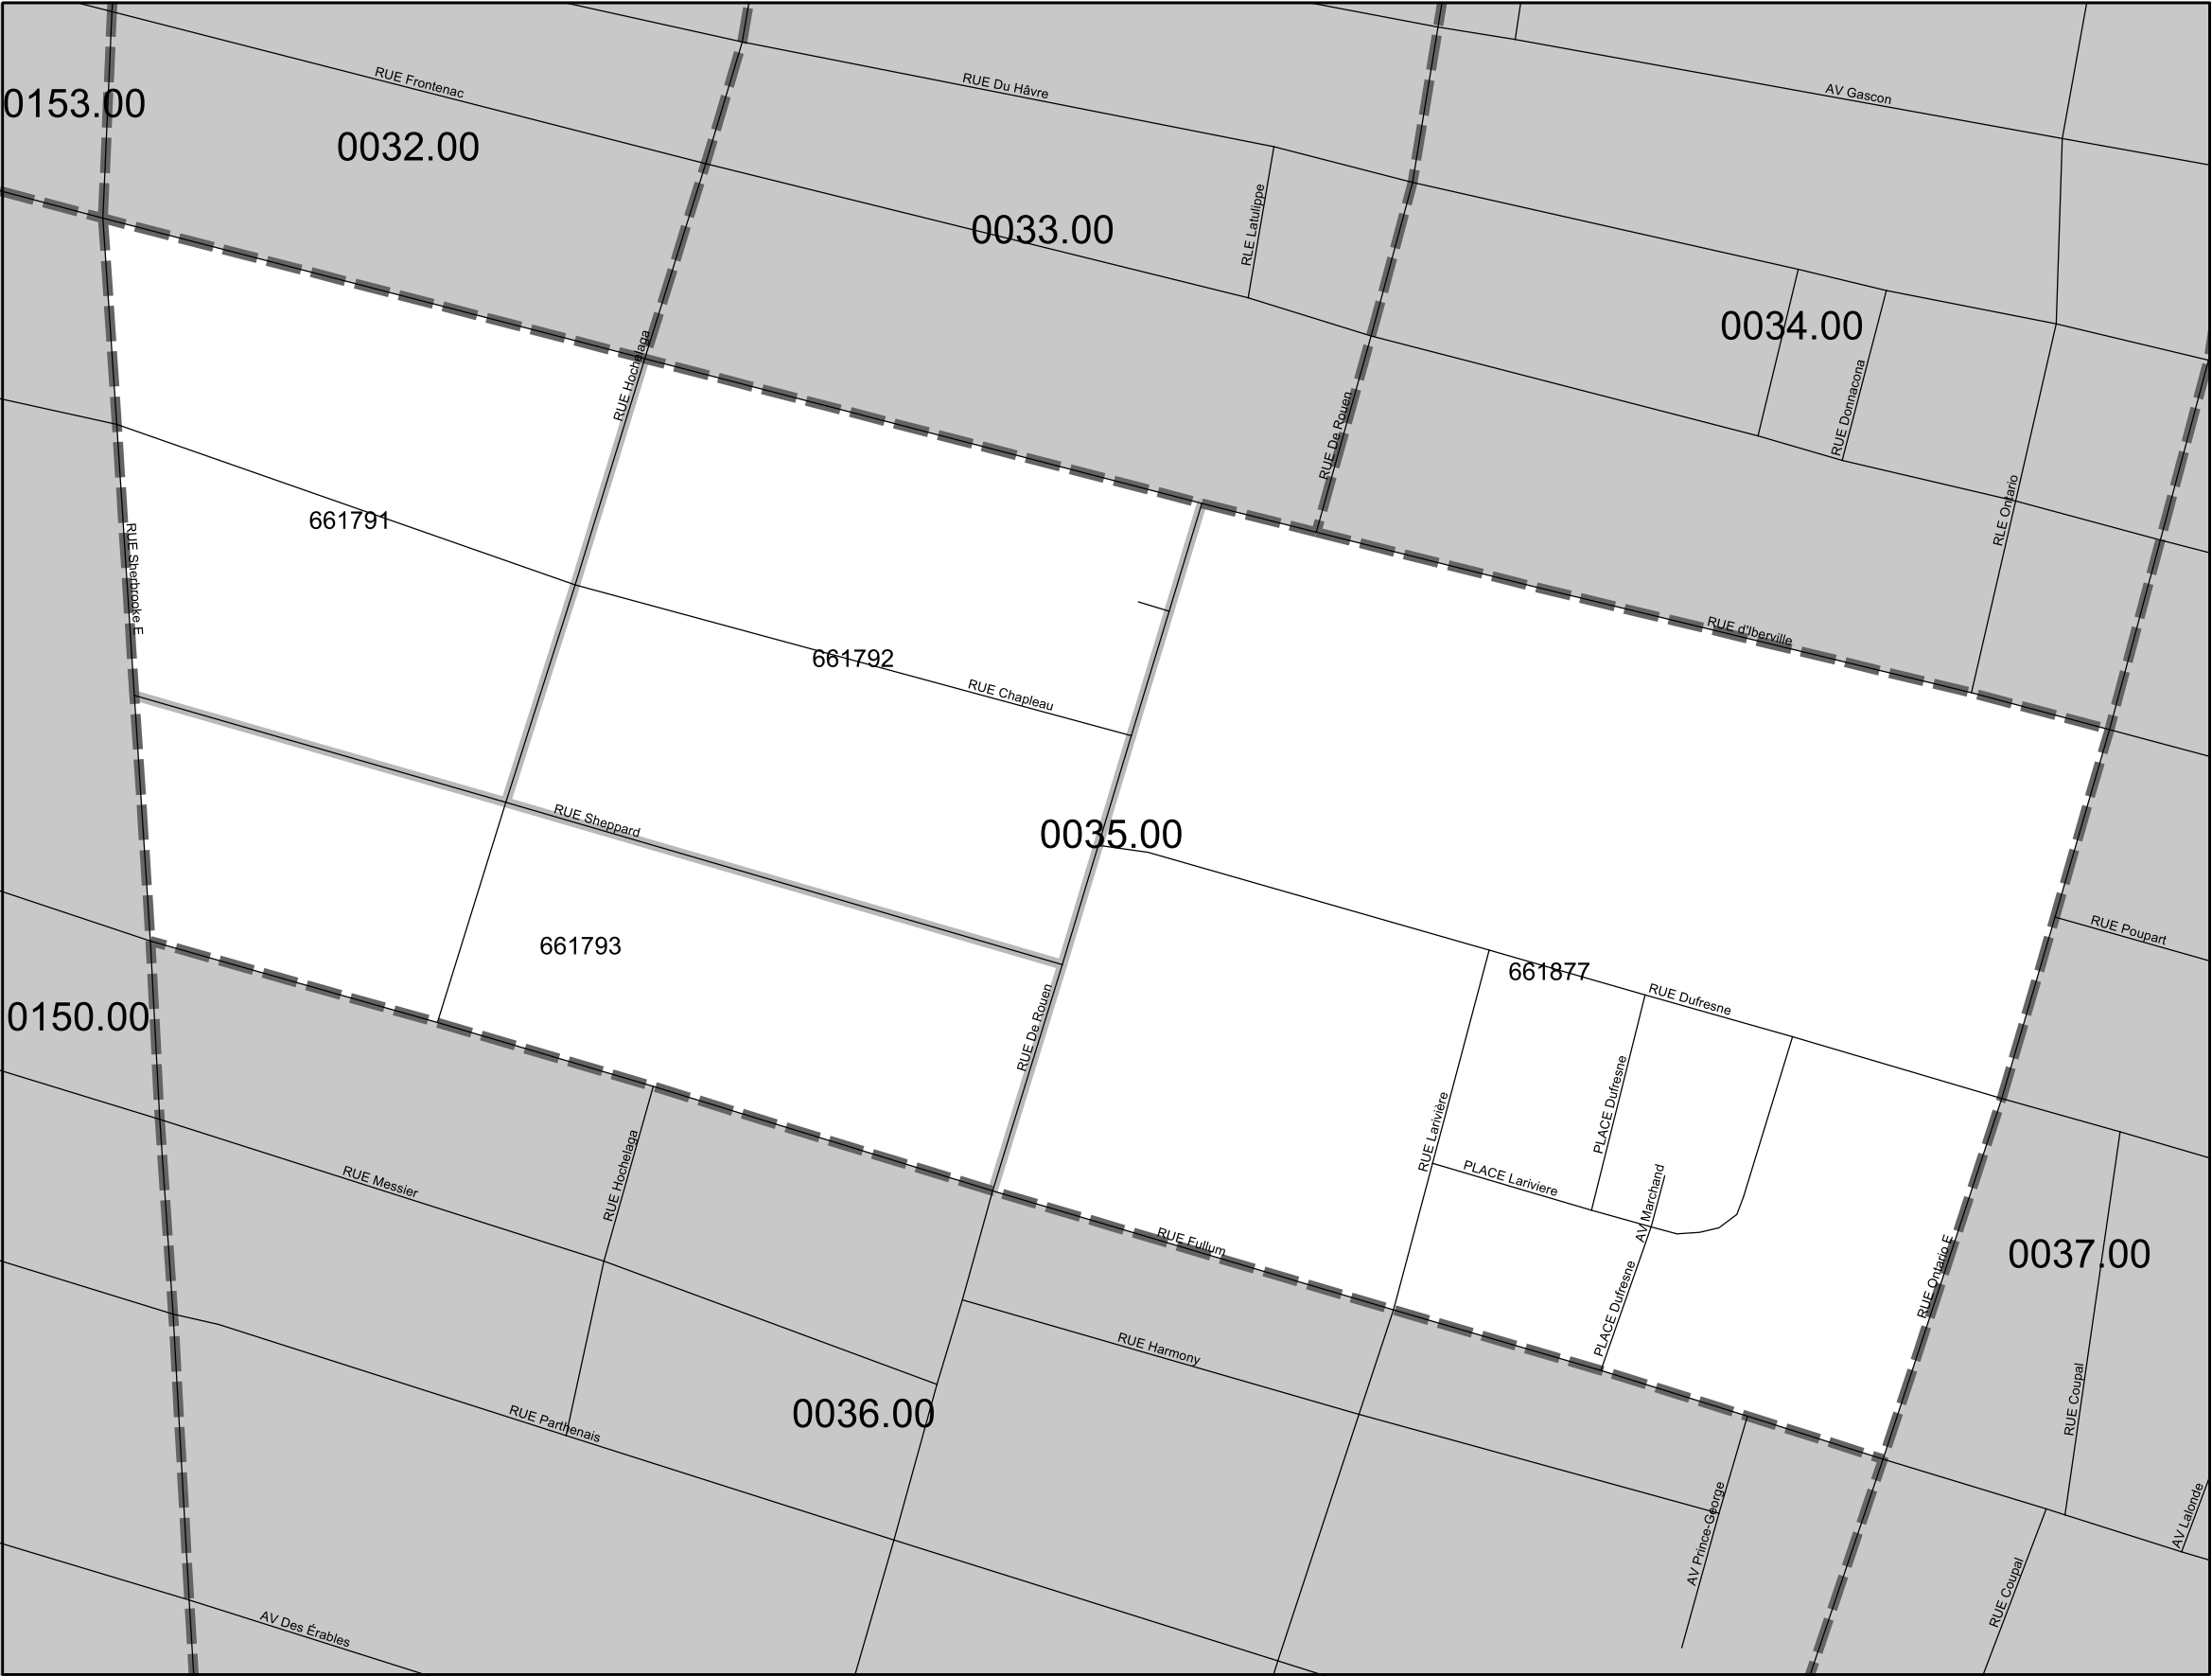 RUE Frontenac
RUE Du Hâvre
AV Gascon
0153.00
0032.00
RLE Latulippe
0033.00
0034.00
RUE Hochelaga
RUE De Rouen
RUE Donnacona
RLE Ontario
661791
RUE Sherbrooke E
RUE d'Iberville
661792
RUE Chapleau
RUE Sheppard
0035.00
RUE Poupart
661793
661877
RUE Dufresne
0150.00
RUE De Rouen
RUE Larivière
PLACE Dufresne
RUE Messier
RUE Hochelaga
PLACE Lariviere
AV Marchand
RUE Fullum
RUE Ontario E
0037.00
PLACE Dufresne
RUE Harmony
RUE Parthenais
0036.00
RUE Coupal
AV Prince-George
AV Lalonde
RUE Coupal
AV Des Érables